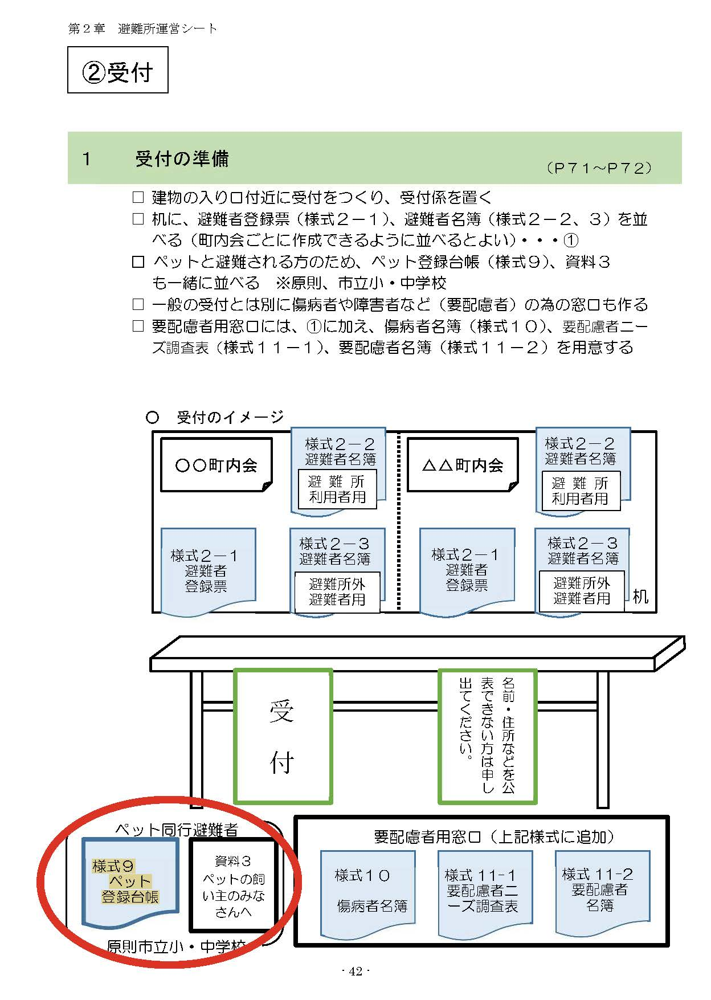 第２章　避難所運営シート
②受付
１　受付の準備
（Ｐ７１～Ｐ７２）
□ 建物の入り口付近に受付をつくり、受付係を置く
□ 机に、避難者登録票（様式２－１）、避難者名簿（様式２－２、３）を並
べる（町内会ごとに作成できるように並べるとよい）・・・①
□ ペットと避難される方のため、ペット登録台帳（様式９）、資料３
も一緒に並べる　※原則、市立小・中学校
□ 一般の受付とは別に傷病者や障害者など（要配慮者）の為の窓口も作る
□ 要配慮者用窓口には、①に加え、傷病者名簿（様式１０）、要配慮者ニー
ズ調査表（様式１１－１）、要配慮者名簿（様式１１－２）を用意する
〇　受付のイメージ
〇〇町内会
様式２－２
避難者名簿
避 難 所
利用者用
△△町内会
様式２－２
避難者名簿
避 難 所
利用者用
様式２－１
避難者
登録票
様式２－３
避難者名簿
避難所外
避難者用
様式２－１
避難者
登録票
様式２－３
避難者名簿
避難所外
避難者用
机
受付
名前・住所などを公
表できない方は申し
出てください。
ペット同行避難者
様式９
ペット
登録台帳
資料３
ペットの飼
い主のみな
さんへ
原則市立小・中学校
要配慮者用窓口（上記様式に追加）
様式１０
傷病者名簿
様式 11-１
要配慮者ニ
ーズ調査表
様式 11-2
要配慮者
名簿
- 42 -